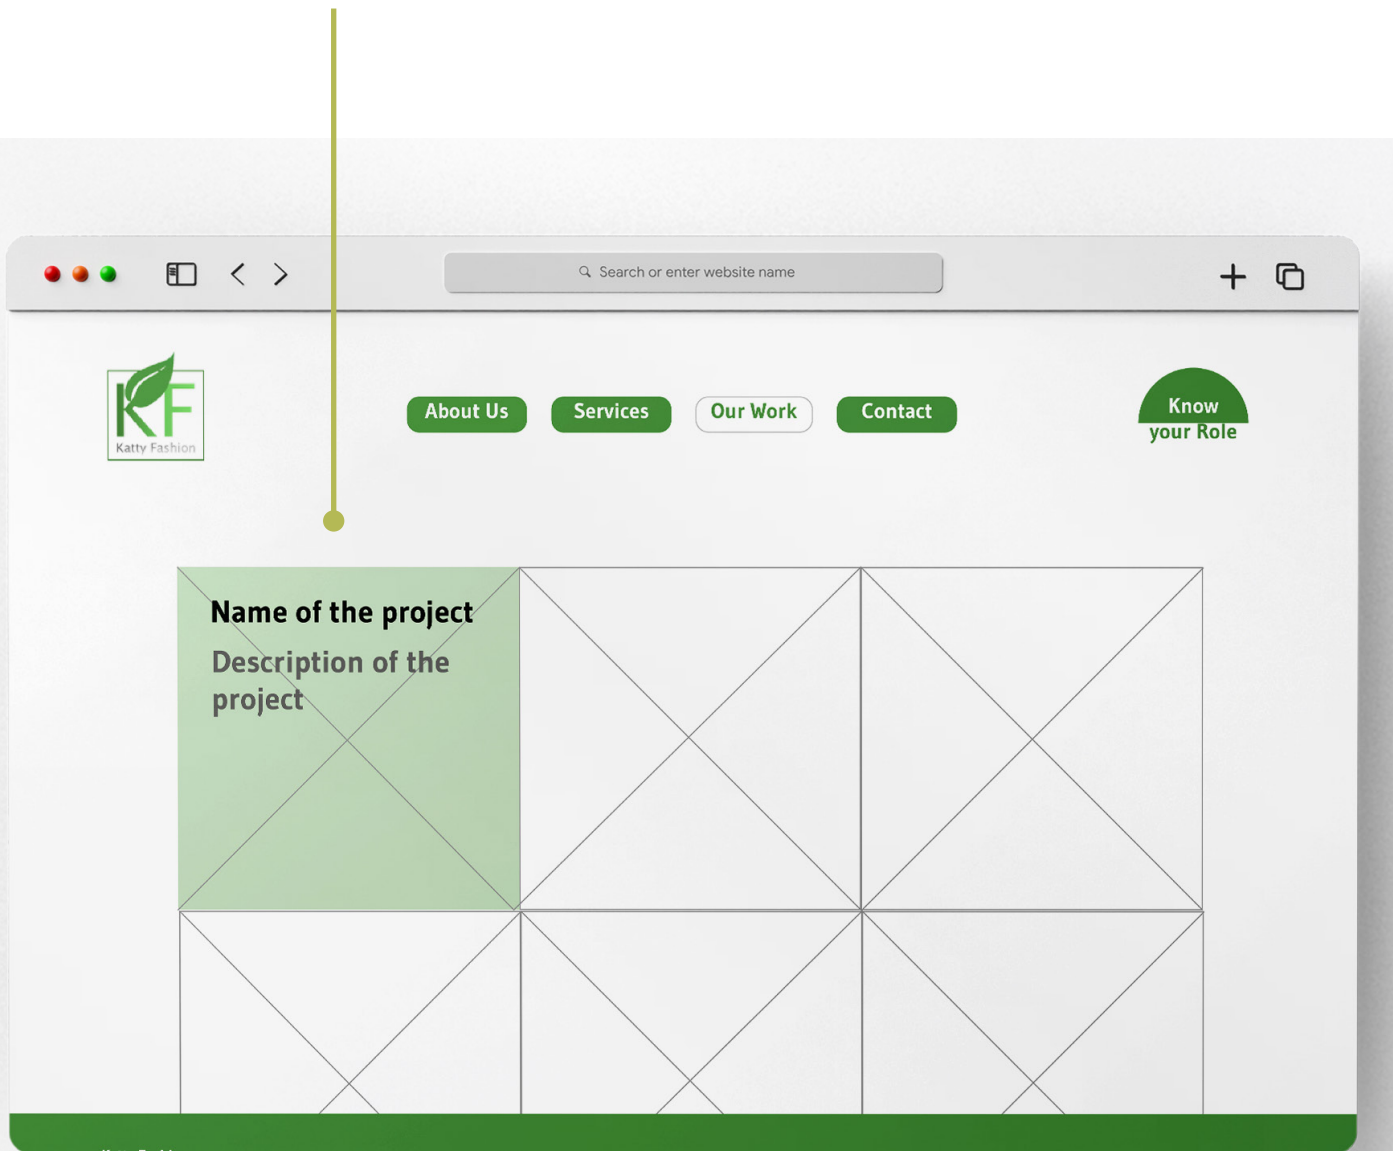 Search or enter website name
KF
Katty Fashion
About Us
Services
Our Work
Contact
Know
your Role
Name of the project
Description of the
project